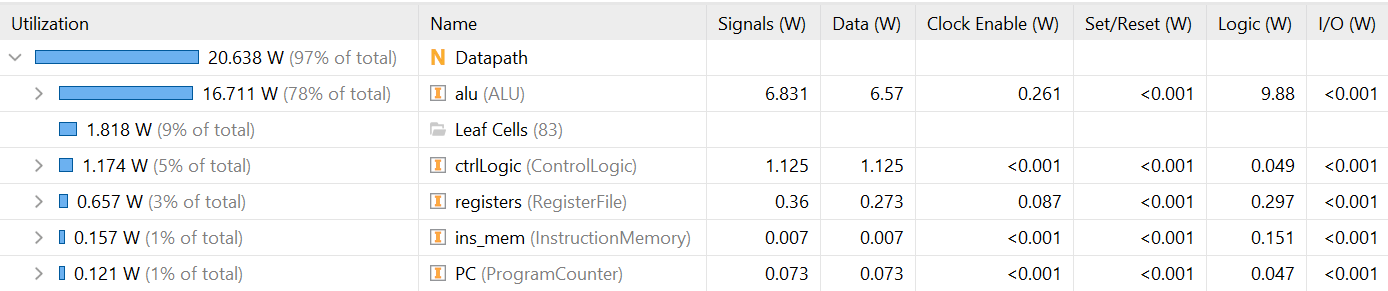 Utilization Name Signals (W) Data (W) Clock Enable (W) Set/Reset (W) Logic (W) I/O (W)
20.638 W (97% of total) N Datapath
16.711 W (78% of total) I alu (ALU) 6.831 6.57 0.261 <0.001 9.88 <0.001
1.818 W (9% of total) Leaf Cells (83)
1.174 W (5% of total) I ctrlLogic (ControlLogic) 1.125 1.125 <0.001 <0.001 0.049 <0.001
0.657 W (3% of total) I registers (RegisterFile) 0.36 0.273 0.087 <0.001 0.297 <0.001
0.157 W (1% of total) I ins_mem (InstructionMemory) 0.007 0.007 <0.001 <0.001 0.151 <0.001
0.121 W (1% of total) I PC (ProgramCounter) 0.073 0.073 <0.001 <0.001 0.047 <0.001